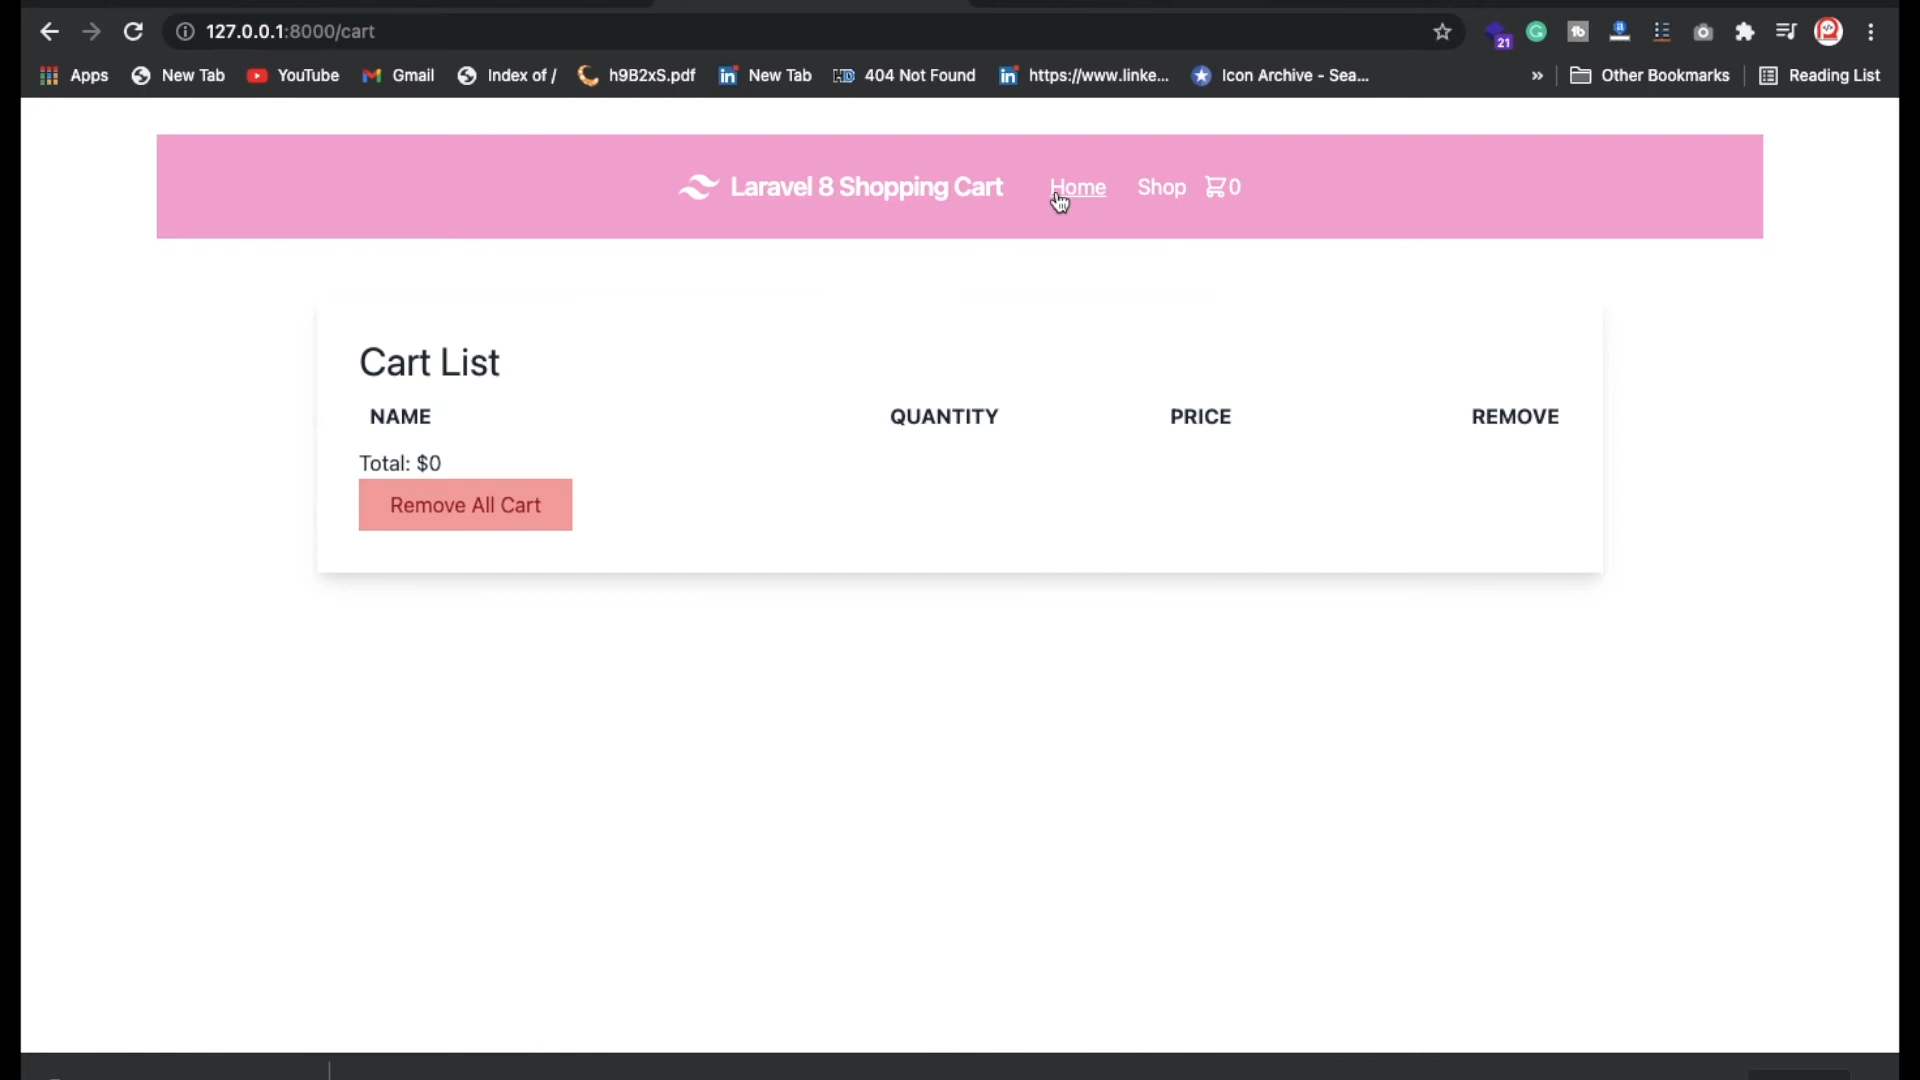 127.0.0.1:8000/cart
21
Apps New Tab YouTube Gmail Index of / h9B2xS.pdf New Tab 404 Not Found https://www.linke... Icon Archive - Sea... » Other Bookmarks Reading List
Laravel 8 Shopping Cart Home Shop 0
Cart List
NAME QUANTITY PRICE REMOVE
Total: $0
Remove All Cart